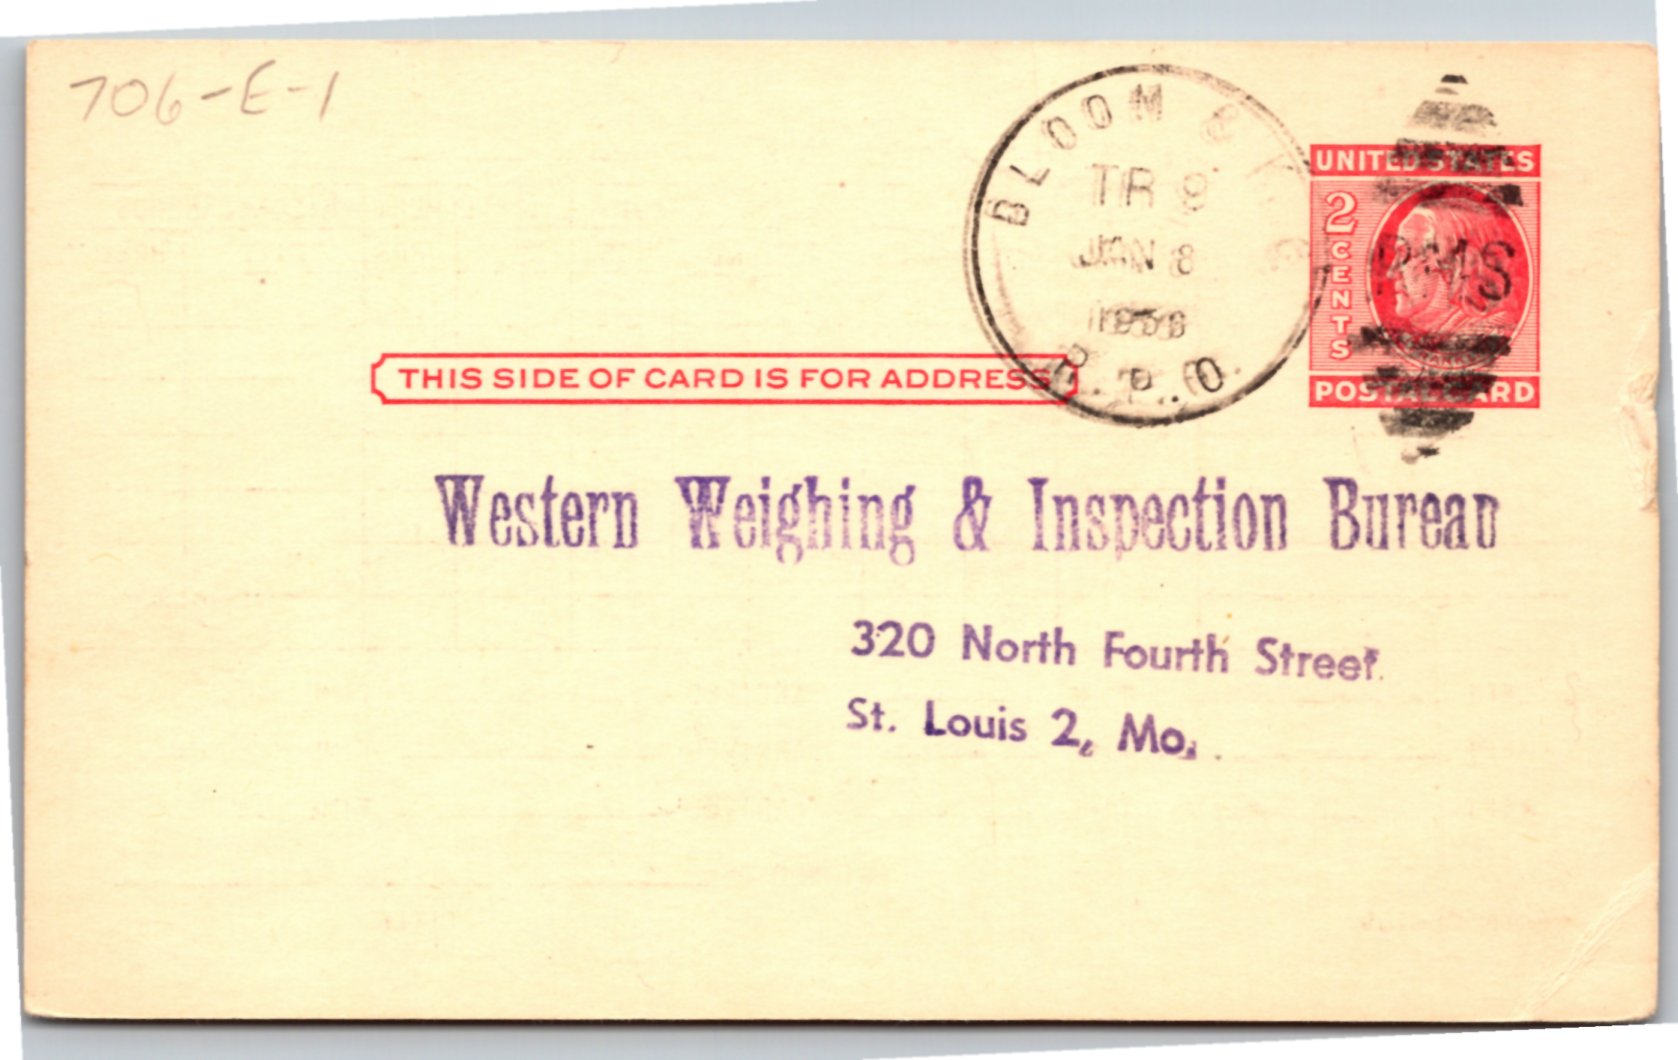 706-E-1
BLOOM &
TR 9
JAN 8
R.P.O.
UNITED STATES
2 CENTS
RMS
POSTAL CARD
THIS SIDE OF CARD IS FOR ADDRESS
Western Weighing & Inspection Bureau
320 North Fourth Street
St. Louis 2, Mo.